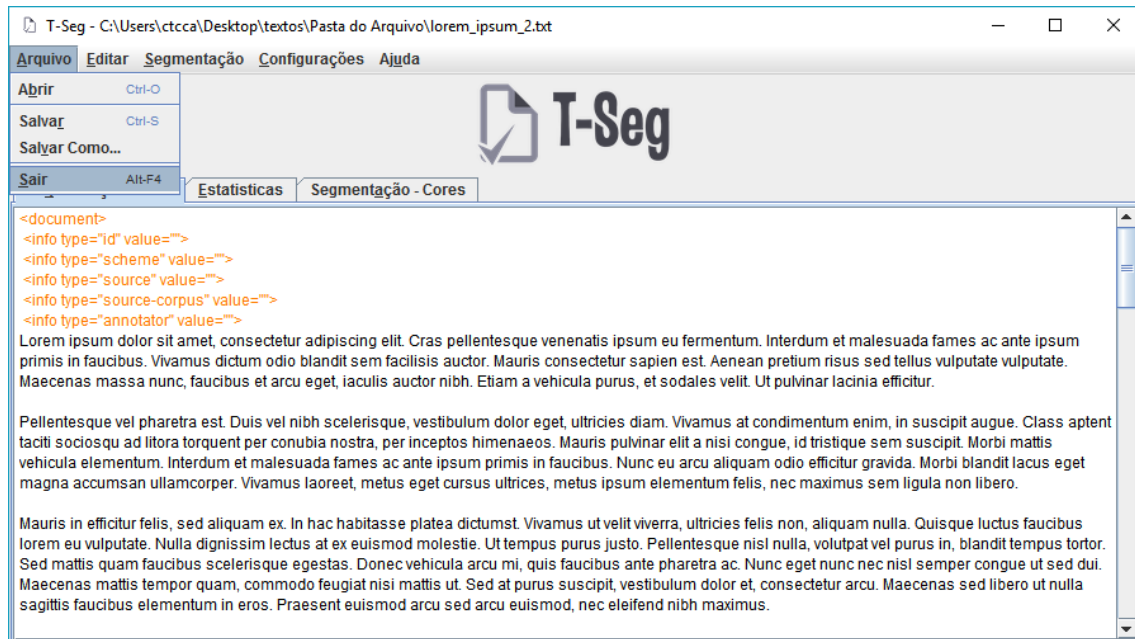 T-Seg - C:\Users\ctcca\Desktop\textos\Pasta do Arquivo\lorem_ipsum_2.txt
Arquivo Editar Segmentação Configurações Ajuda
Abrir Ctrl-O
Salvar Ctrl-S
Salvar Como...
Sair Alt-F4
T-Seg
Estatisticas Segmentação - Cores
<document>
<info type="id" value="">
<info type="scheme" value="">
<info type="source" value="">
<info type="source-corpus" value="">
<info type="annotator" value="">
Lorem ipsum dolor sit amet, consectetur adipiscing elit. Cras pellentesque venenatis ipsum eu fermentum. Interdum et malesuada fames ac ante ipsum
primis in faucibus. Vivamus dictum odio blandit sem facilisis auctor. Mauris consectetur sapien est. Aenean pretium risus sed tellus vulputate vulputate.
Maecenas massa nunc, faucibus et arcu eget, iaculis auctor nibh. Etiam a vehicula purus, et sodales velit. Ut pulvinar lacinia efficitur.
Pellentesque vel pharetra est. Duis vel nibh scelerisque, vestibulum dolor eget, ultricies diam. Vivamus at condimentum enim, in suscipit augue. Class aptent
taciti sociosqu ad litora torquent per conubia nostra, per inceptos himenaeos. Mauris pulvinar elit a nisi congue, id tristique sem suscipit. Morbi mattis
vehicula elementum. Interdum et malesuada fames ac ante ipsum primis in faucibus. Nunc eu arcu aliquam odio efficitur gravida. Morbi blandit lacus eget
magna accumsan ullamcorper. Vivamus laoreet, metus eget cursus ultrices, metus ipsum elementum felis, nec maximus sem ligula non libero.
Mauris in efficitur felis, sed aliquam ex. In hac habitasse platea dictumst. Vivamus ut velit viverra, ultricies felis non, aliquam nulla. Quisque luctus faucibus
lorem eu vulputate. Nulla dignissim lectus at ex euismod molestie. Ut tempus purus justo. Pellentesque nisl nulla, volutpat vel purus in, blandit tempus tortor.
Sed mattis quam faucibus scelerisque egestas. Donec vehicula arcu mi, quis faucibus ante pharetra ac. Nunc eget nunc nec nisl semper congue ut sed dui.
Maecenas mattis tempor quam, commodo feugiat nisi mattis ut. Sed at purus suscipit, vestibulum dolor et, consectetur arcu. Maecenas sed libero ut nulla
sagittis faucibus elementum in eros. Praesent euismod arcu sed arcu euismod, nec eleifend nibh maximus.